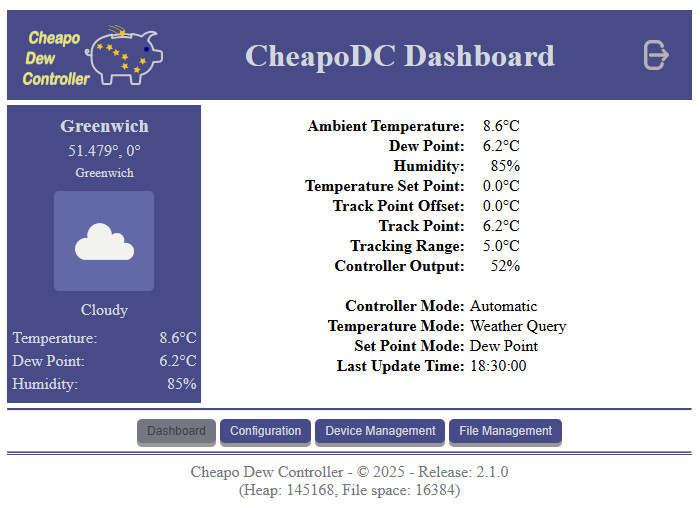 Cheapo
Dew
Controller
CheapoDC Dashboard
Greenwich
51.479°, 0°
Greenwich
Cloudy
Temperature: 8.6°C
Dew Point: 6.2°C
Humidity: 85%
Ambient Temperature: 8.6°C
Dew Point: 6.2°C
Humidity: 85%
Temperature Set Point: 0.0°C
Track Point Offset: 0.0°C
Track Point: 6.2°C
Tracking Range: 5.0°C
Controller Output: 52%
Controller Mode: Automatic
Temperature Mode: Weather Query
Set Point Mode: Dew Point
Last Update Time: 18:30:00
Dashboard Configuration Device Management File Management
Cheapo Dew Controller - © 2025 - Release: 2.1.0
(Heap: 145168, File space: 16384)